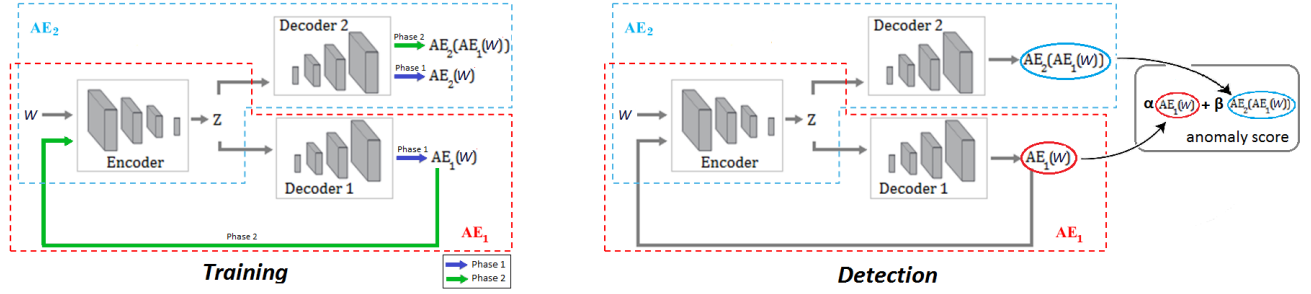 AE₂
Decoder 2
Phase 2
AE₂(AE₁(W))
Phase 1
AE₂(W)
W
Encoder
Z
Decoder 1
Phase 1
AE₁(W)
Phase 2
AE₁
Training
Phase 1
Phase 2
AE₂
Decoder 2
AE₂(AE₁(W))
W
Encoder
Z
Decoder 1
AE₁(W)
AE₁
Detection
α AE₁(W) + β AE₂(AE₁(W))
anomaly score